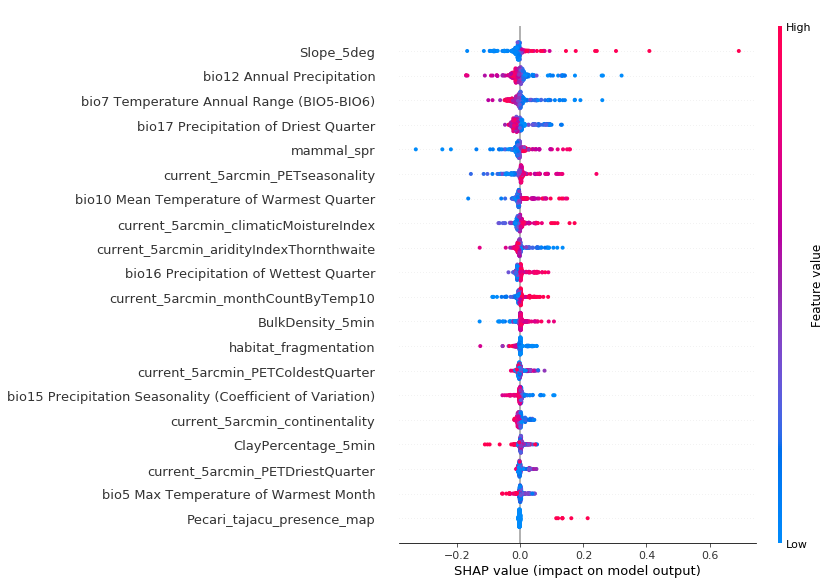 High
Slope_5deg
bio12 Annual Precipitation
bio7 Temperature Annual Range (BIO5-BIO6)
bio17 Precipitation of Driest Quarter
mammal_spr
current_5arcmin_PETseasonality
bio10 Mean Temperature of Warmest Quarter
current_5arcmin_climaticMoistureIndex
current_5arcmin_aridityIndexThornthwaite
bio16 Precipitation of Wettest Quarter
current_5arcmin_monthCountByTemp10
BulkDensity_5min
habitat_fragmentation
current_5arcmin_PETColdestQuarter
bio15 Precipitation Seasonality (Coefficient of Variation)
current_5arcmin_continentality
ClayPercentage_5min
current_5arcmin_PETDriestQuarter
bio5 Max Temperature of Warmest Month
Pecari_tajacu_presence_map
Feature value
Low
−0.2 0.0 0.2 0.4 0.6
SHAP value (impact on model output)